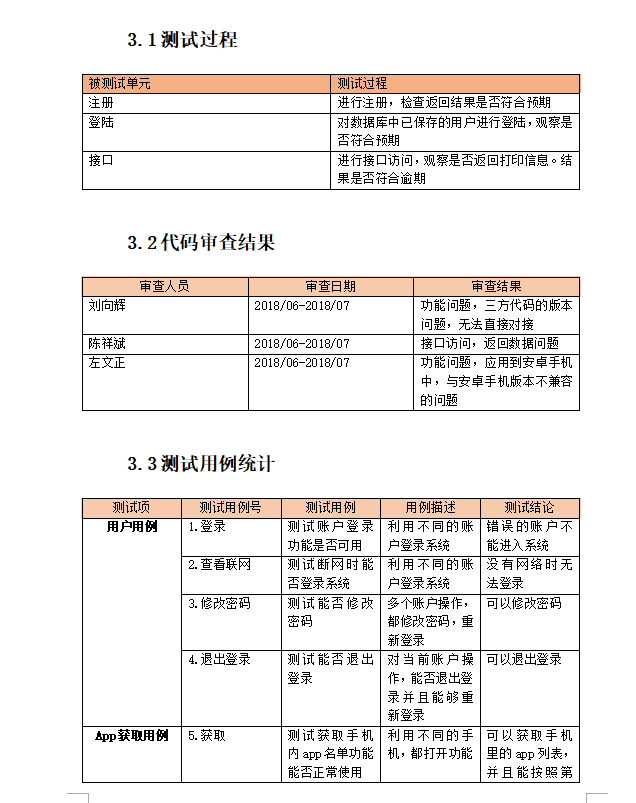 3.1测试过程
被测试单元 测试过程
注册 进行注册，检查返回结果是否符合预期
登陆 对数据库中已保存的用户进行登陆，观察是
否符合预期
接口 进行接口访问，观察是否返回打印信息。结
果是否符合逾期
3.2代码审查结果
审查人员 审查日期 审查结果
刘向辉 2018/06-2018/07 功能问题，三方代码的版本
问题，无法直接对接
陈祥斌 2018/06-2018/07 接口访问，返回数据问题
左文正 2018/06-2018/07 功能问题，应用到安卓手机
中，与安卓手机版本不兼容
的问题
3.3测试用例统计
测试项 测试用例号 测试用例 用例描述 测试结论
用户用例 1.登录 测试账户登录 利用不同的账 错误的账户不
功能是否可用 户登录系统 能进入系统
2.查看联网 测试断网时能 利用不同的账 没有网络时无
否登录系统 户登录系统 法登录
3.修改密码 测试能否修改 多个账户操作， 可以修改密码
密码 都修改密码，重
新登录
4.退出登录 测试能否退出 对当前账户操 可以退出登录
登录 作，能否退出登
录并且能够重
新登录
App获取用例 5.获取 测试获取手机 利用不同的手 可以获取手机
内app名单功能 机，都打开功能 里的app列表，
能否正常使用 并且能按照第